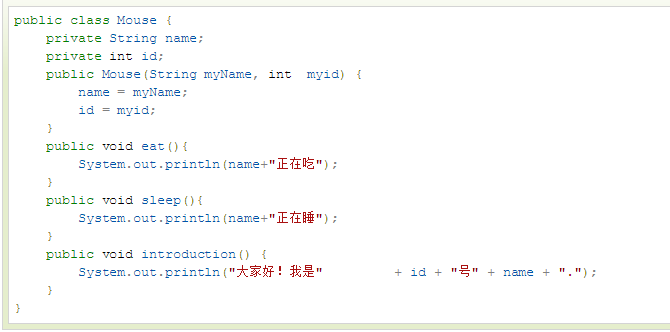 public class Mouse {
    private String name;
    private int id;
    public Mouse(String myName, int  myid) {
        name = myName;
        id = myid;
    }
    public void eat(){
        System.out.println(name+"正在吃");
    }
    public void sleep(){
        System.out.println(name+"正在睡");
    }
    public void introduction() {
        System.out.println("大家好！我是"         + id + "号" + name + ".");
    }
}